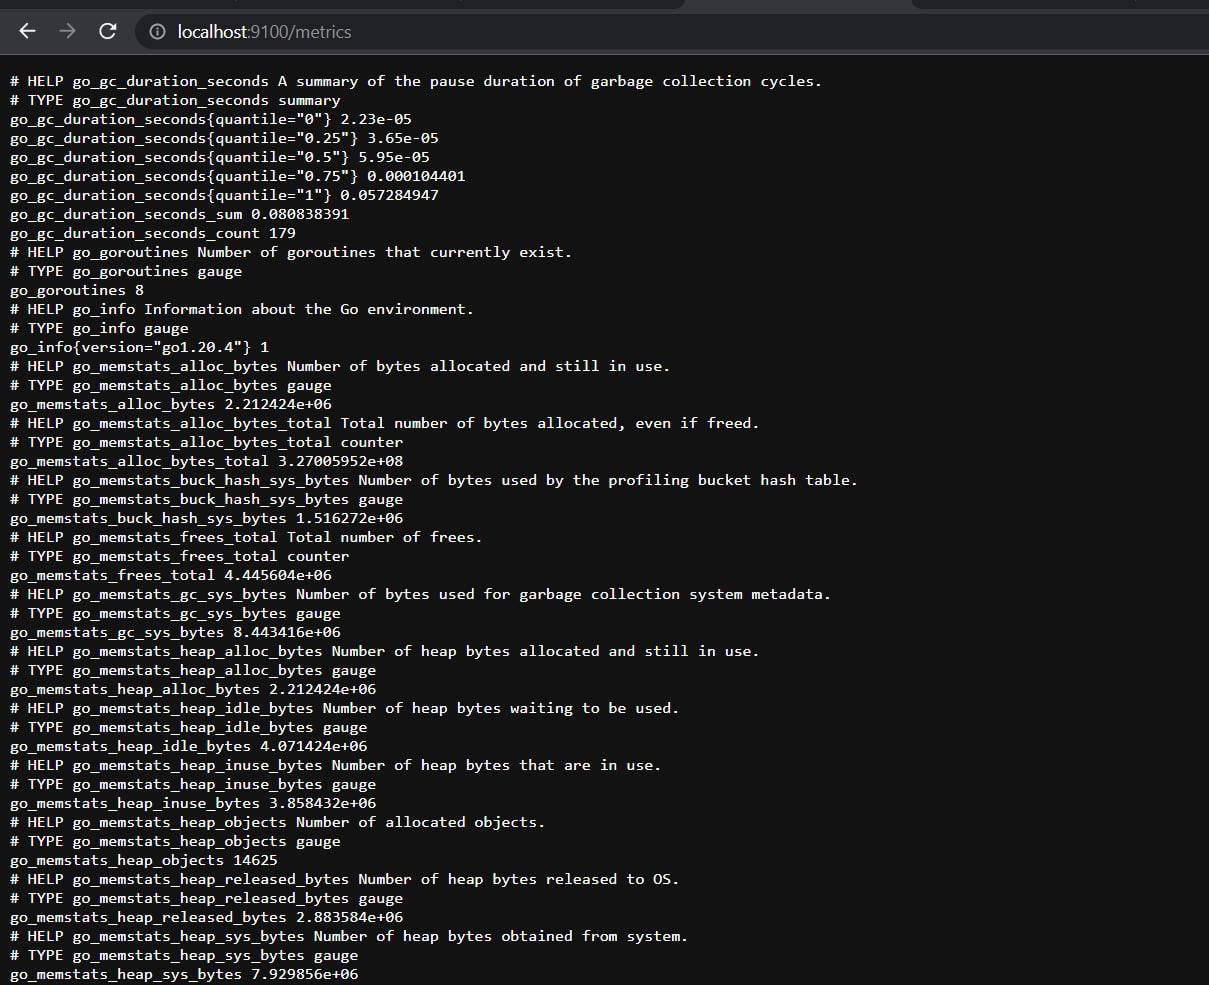 localhost:9100/metrics
# HELP go_gc_duration_seconds A summary of the pause duration of garbage collection cycles.
# TYPE go_gc_duration_seconds summary
go_gc_duration_seconds{quantile="0"} 2.23e-05
go_gc_duration_seconds{quantile="0.25"} 3.65e-05
go_gc_duration_seconds{quantile="0.5"} 5.95e-05
go_gc_duration_seconds{quantile="0.75"} 0.000104401
go_gc_duration_seconds{quantile="1"} 0.057284947
go_gc_duration_seconds_sum 0.080838391
go_gc_duration_seconds_count 179
# HELP go_goroutines Number of goroutines that currently exist.
# TYPE go_goroutines gauge
go_goroutines 8
# HELP go_info Information about the Go environment.
# TYPE go_info gauge
go_info{version="go1.20.4"} 1
# HELP go_memstats_alloc_bytes Number of bytes allocated and still in use.
# TYPE go_memstats_alloc_bytes gauge
go_memstats_alloc_bytes 2.212424e+06
# HELP go_memstats_alloc_bytes_total Total number of bytes allocated, even if freed.
# TYPE go_memstats_alloc_bytes_total counter
go_memstats_alloc_bytes_total 3.27005952e+08
# HELP go_memstats_buck_hash_sys_bytes Number of bytes used by the profiling bucket hash table.
# TYPE go_memstats_buck_hash_sys_bytes gauge
go_memstats_buck_hash_sys_bytes 1.516272e+06
# HELP go_memstats_frees_total Total number of frees.
# TYPE go_memstats_frees_total counter
go_memstats_frees_total 4.445604e+06
# HELP go_memstats_gc_sys_bytes Number of bytes used for garbage collection system metadata.
# TYPE go_memstats_gc_sys_bytes gauge
go_memstats_gc_sys_bytes 8.443416e+06
# HELP go_memstats_heap_alloc_bytes Number of heap bytes allocated and still in use.
# TYPE go_memstats_heap_alloc_bytes gauge
go_memstats_heap_alloc_bytes 2.212424e+06
# HELP go_memstats_heap_idle_bytes Number of heap bytes waiting to be used.
# TYPE go_memstats_heap_idle_bytes gauge
go_memstats_heap_idle_bytes 4.071424e+06
# HELP go_memstats_heap_inuse_bytes Number of heap bytes that are in use.
# TYPE go_memstats_heap_inuse_bytes gauge
go_memstats_heap_inuse_bytes 3.858432e+06
# HELP go_memstats_heap_objects Number of allocated objects.
# TYPE go_memstats_heap_objects gauge
go_memstats_heap_objects 14625
# HELP go_memstats_heap_released_bytes Number of heap bytes released to OS.
# TYPE go_memstats_heap_released_bytes gauge
go_memstats_heap_released_bytes 2.883584e+06
# HELP go_memstats_heap_sys_bytes Number of heap bytes obtained from system.
# TYPE go_memstats_heap_sys_bytes gauge
go_memstats_heap_sys_bytes 7.929856e+06